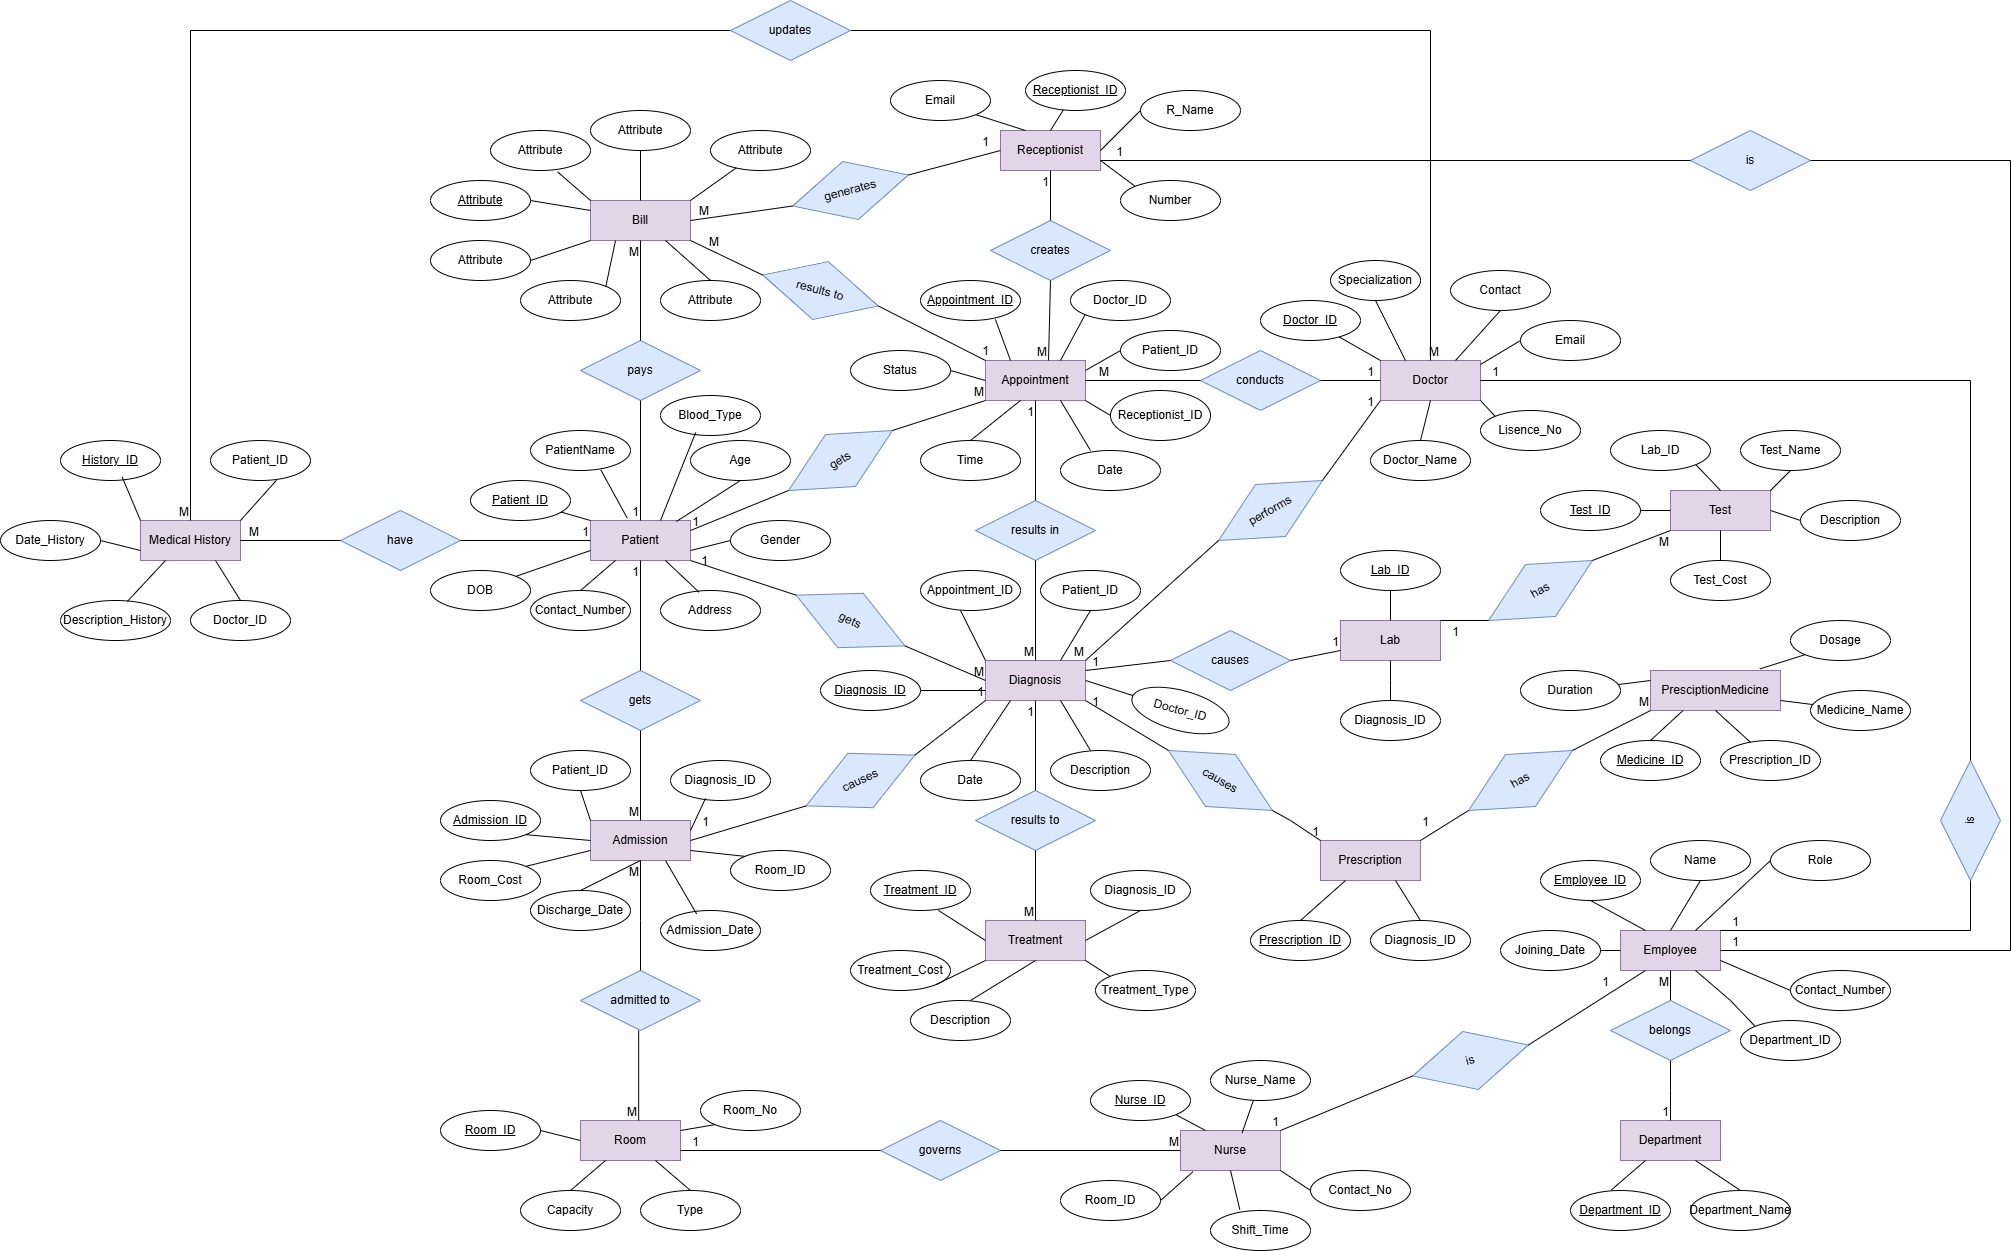 updates
Email
Receptionist_ID
R_Name
Receptionist
Number
1
1
1
is
Attribute
Attribute
Attribute
Attribute
Attribute
Attribute
Attribute
Bill
M
M
M
generates
creates
results to
pays
Appointment_ID
Doctor_ID
Patient_ID
Status
Appointment
Receptionist_ID
Time
Date
1
M
M
M
1
conducts
Specialization
Contact
Doctor_ID
Email
Doctor
Lisence_No
Doctor_Name
M
1
1
1
Blood_Type
PatientName
Age
Patient_ID
Patient
Gender
DOB
Contact_Number
Address
1
1
1
1
1
gets
History_ID
Patient_ID
Date_History
Medical History
Description_History
Doctor_ID
M
M
have
results in
performs
Lab_ID
Test_Name
Test_ID
Test
Description
Test_Cost
M
has
Lab_ID
Lab
Diagnosis_ID
1
1
gets
Appointment_ID
Patient_ID
Diagnosis_ID
Diagnosis
Doctor_ID
Date
Description
M
M
M
1
1
1
1
causes
Dosage
Duration
PresciptionMedicine
Medicine_Name
Medicine_ID
Prescription_ID
M
has
gets
causes
causes
results to
Patient_ID
Diagnosis_ID
Admission_ID
Admission
Room_Cost
Room_ID
Discharge_Date
Admission_Date
M
1
M
1
1
Prescription
Prescription_ID
Diagnosis_ID
is
Treatment_ID
Diagnosis_ID
Treatment
Treatment_Cost
Treatment_Type
Description
M
Name
Role
Employee_ID
Joining_Date
Employee
Contact_Number
Department_ID
1
1
1
M
admitted to
belongs
is
Room_ID
Room_No
Room
Capacity
Type
M
1
governs
Nurse_ID
Nurse_Name
Nurse
Room_ID
Contact_No
Shift_Time
M
1
1
Department
Department_ID
Department_Name